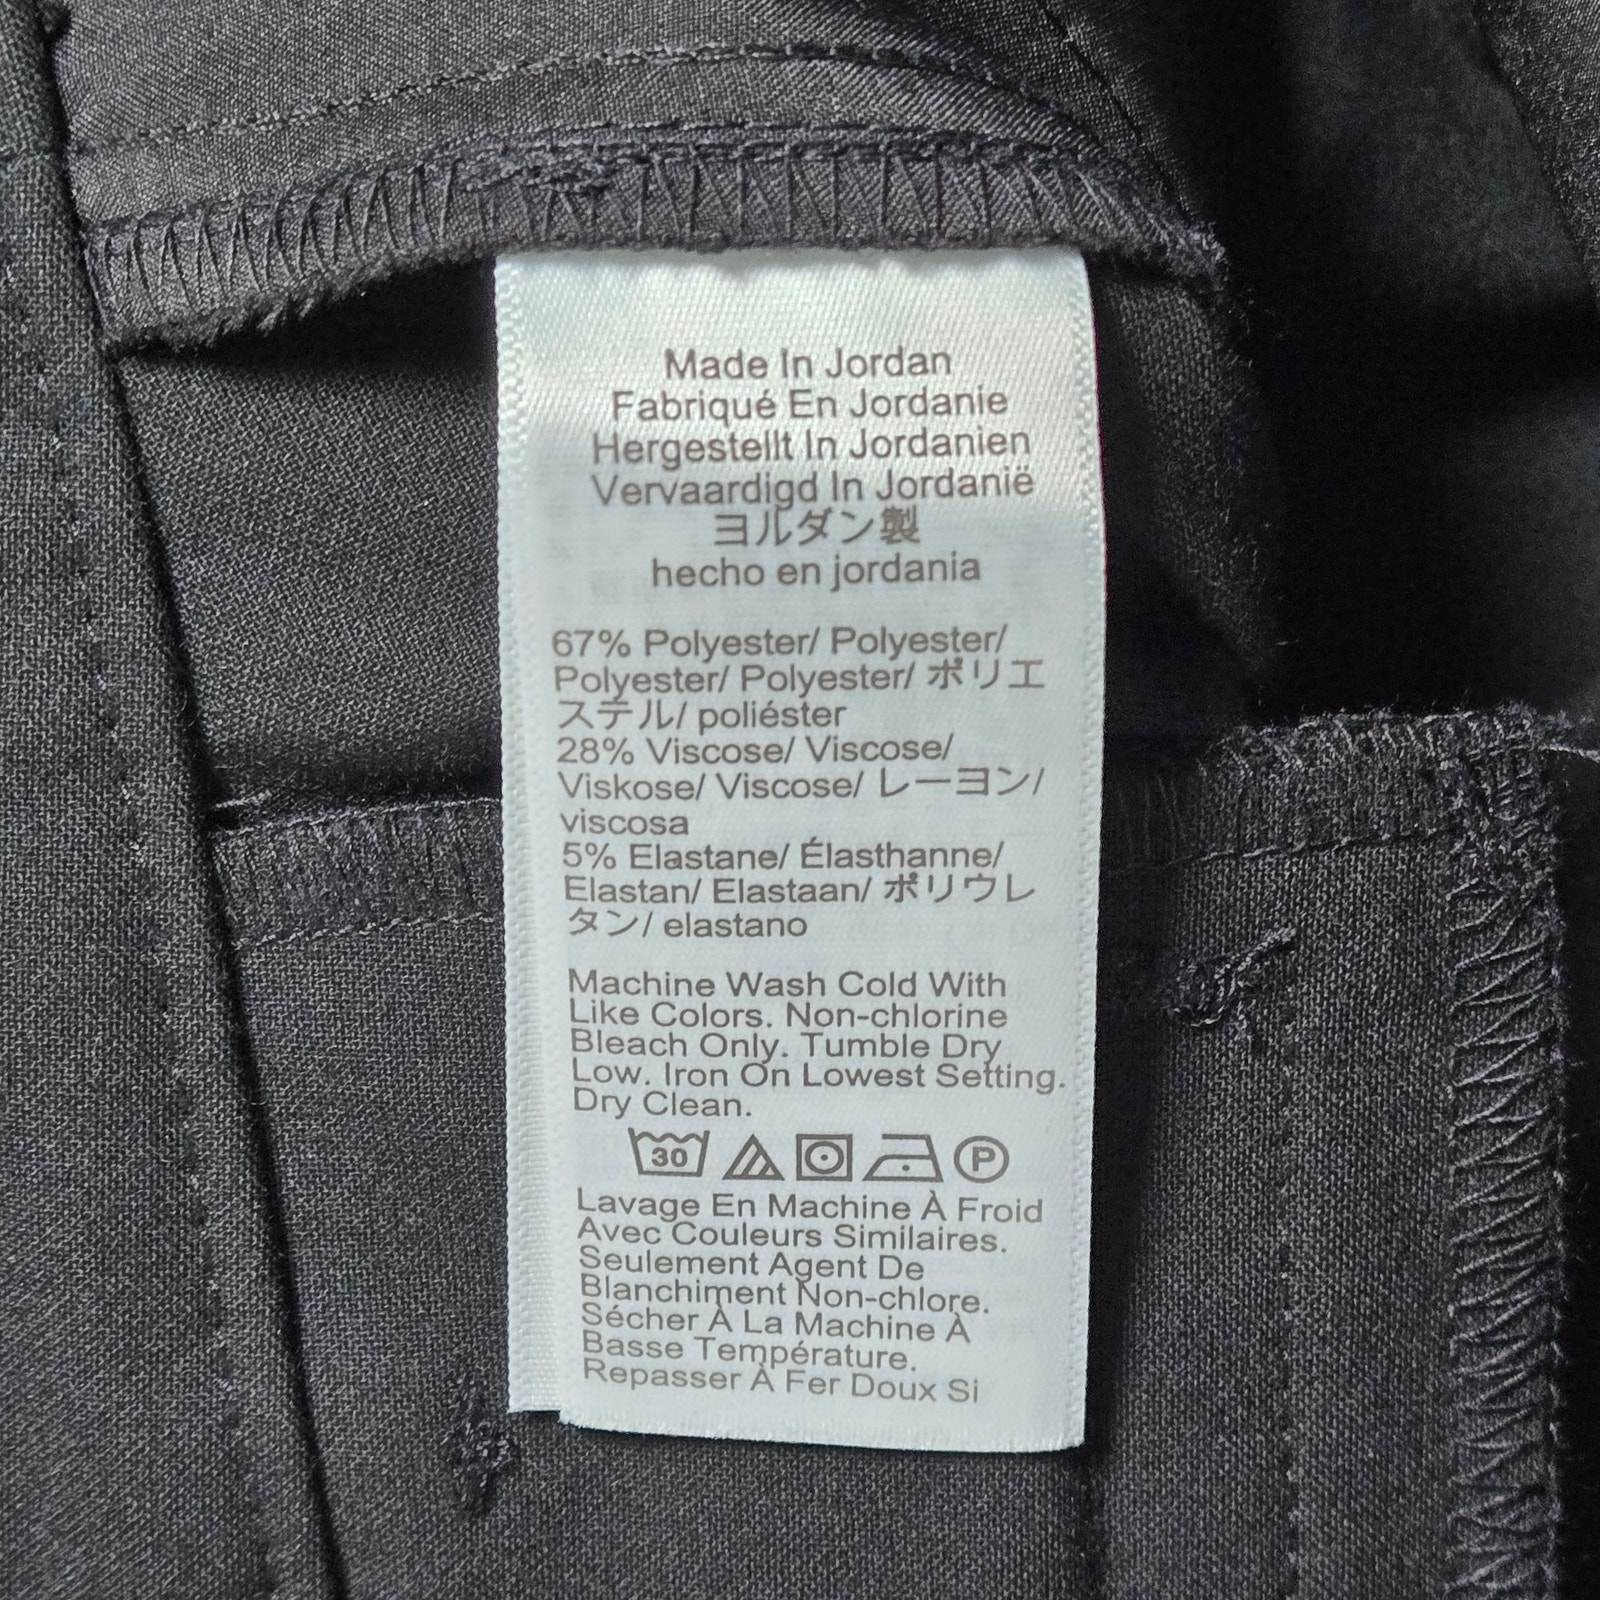 Made In Jordan
Fabriqué En Jordanie
Hergestellt In Jordanien
Vervaardigd In Jordanië
ヨルダン製
hecho en jordania
67% Polyester/ Polyester/
Polyester/ Polyester/ ポリエ
ステル/ poliéster
28% Viscose/ Viscose/
Viskose/ Viscose/ レーヨン/
viscosa
5% Elastane/ Élasthanne/
Elastan/ Elastaan/ ポリウレ
タン/ elastano
Machine Wash Cold With
Like Colors. Non-chlorine
Bleach Only. Tumble Dry
Low. Iron On Lowest Setting.
Dry Clean.
30 P
Lavage En Machine À Froid
Avec Couleurs Similaires.
Seulement Agent De
Blanchiment Non-chlore.
Sécher À La Machine À
Basse Température.
Repasser À Fer Doux Si